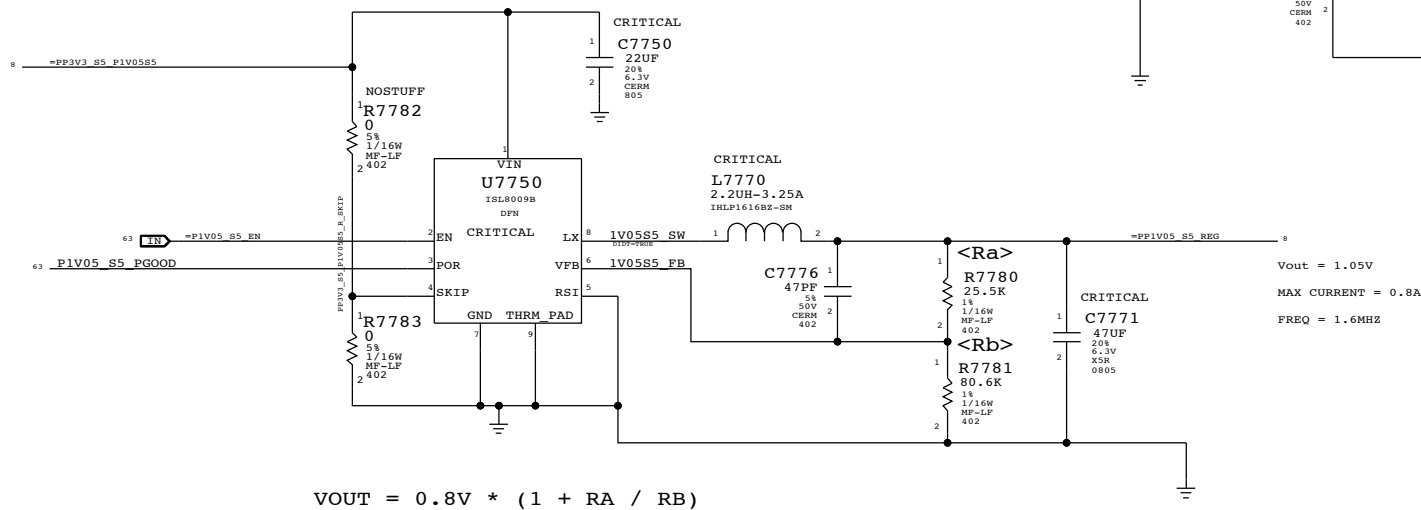 50V
CERM
402
2
CRITICAL
1
C7750
22UF
20%
6.3V
CERM
805
2
8
=PP3V3_S5_P1V05S5
NOSTUFF
1
R7782
0
5%
1/16W
MF-LF
402
2
PP3V3_S5_P1V05S5_R_SKIP
1
VIN
U7750
ISL8009B
DFN
CRITICAL
63
IN
=P1V05_S5_EN
2
EN
63
P1V05_S5_PGOOD
3
POR
4
SKIP
LX
8
1V05S5_SW
DIDT=TRUE
VFB
6
1V05S5_FB
RSI
5
GND
THRM_PAD
7
9
1
R7783
0
5%
1/16W
MF-LF
402
2
CRITICAL
L7770
2.2UH-3.25A
IHLP1616BZ-SM
1
2
=PP1V05_S5_REG
8
C7776
47PF
5%
50V
CERM
402
1
2
<Ra>
1
R7780
25.5K
1%
1/16W
MF-LF
402
2
<Rb>
1
R7781
80.6K
1%
1/16W
MF-LF
402
2
CRITICAL
C7771
1
47UF
20%
6.3V
X5R
0805
2
Vout = 1.05V
MAX CURRENT = 0.8A
FREQ = 1.6MHZ
VOUT = 0.8V * (1 + RA / RB)